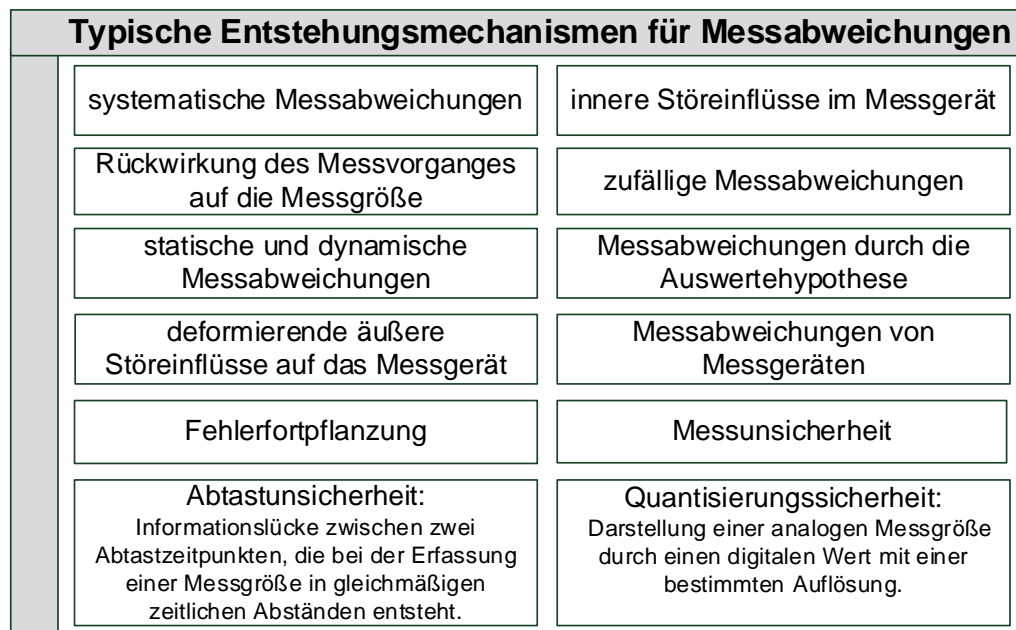 Typische Entstehungsmechanismen für Messabweichungen
systematische Messabweichungen
innere Störeinflüsse im Messgerät
Rückwirkung des Messvorganges
auf die Messgröße
zufällige Messabweichungen
statische und dynamische
Messabweichungen
Messabweichungen durch die
Auswertehypothese
deformierende äußere
Störeinflüsse auf das Messgerät
Messabweichungen von
Messgeräten
Fehlerfortpflanzung
Messunsicherheit
Abtastunsicherheit:
Informationslücke zwischen zwei
Abtastzeitpunkten, die bei der Erfassung
einer Messgröße in gleichmäßigen
zeitlichen Abständen entsteht.
Quantisierungssicherheit:
Darstellung einer analogen Messgröße
durch einen digitalen Wert mit einer
bestimmten Auflösung.